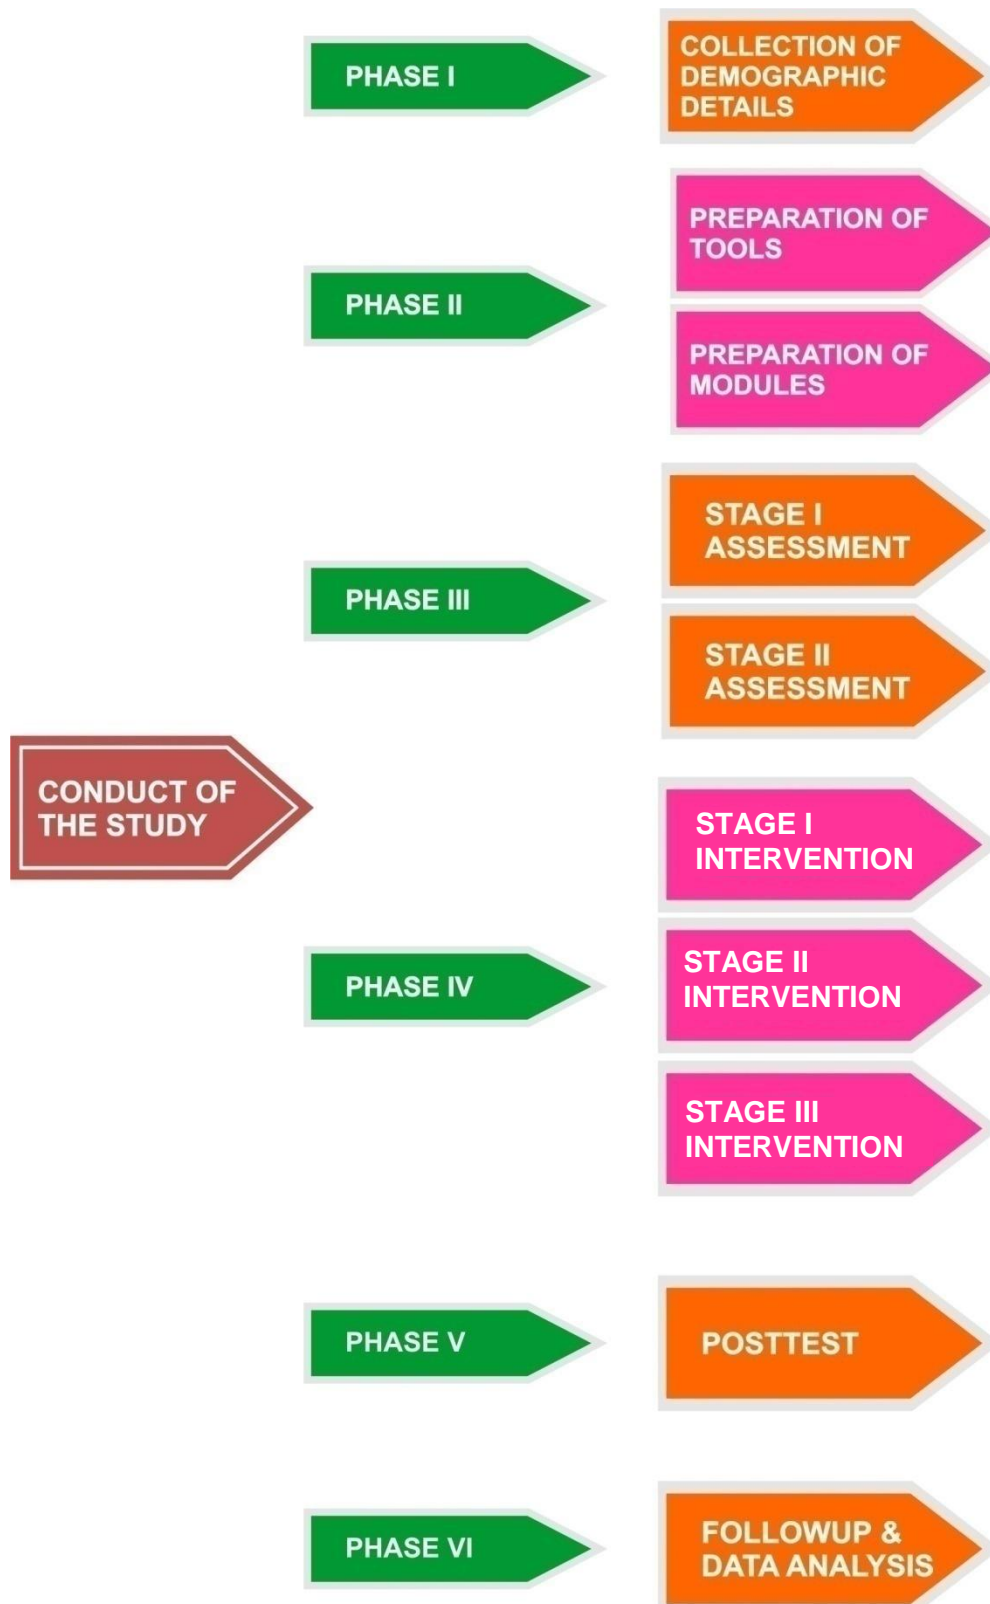 PHASE I
COLLECTION OF
DEMOGRAPHIC
DETAILS
PHASE II
PREPARATION OF
TOOLS
PREPARATION OF
MODULES
PHASE III
STAGE I
ASSESSMENT
STAGE II
ASSESSMENT
CONDUCT OF
THE STUDY
PHASE IV
STAGE I
INTERVENTION
STAGE II
INTERVENTION
STAGE III
INTERVENTION
PHASE V
POSTTEST
PHASE VI
FOLLOWUP &
DATA ANALYSIS